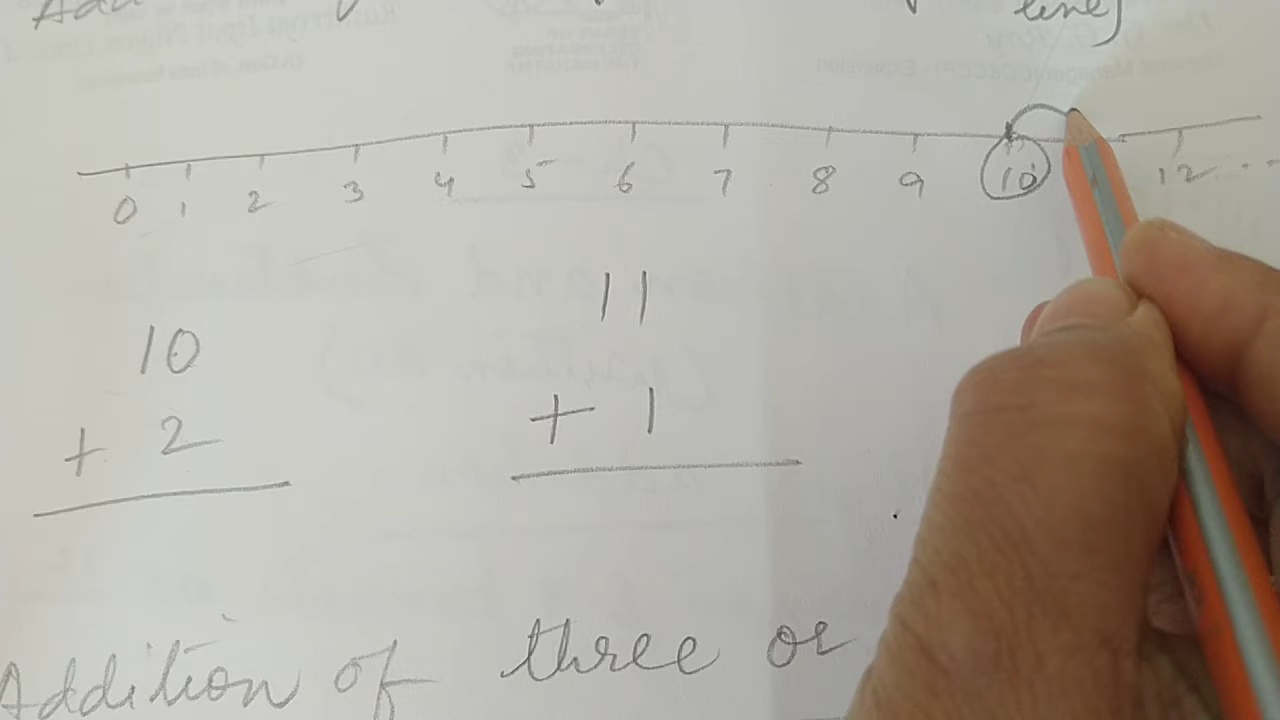 line)
0 1 2 3 4 5 6 7 8 9 10 12 ...
10 11
+ 2 + 1
Addition of three or